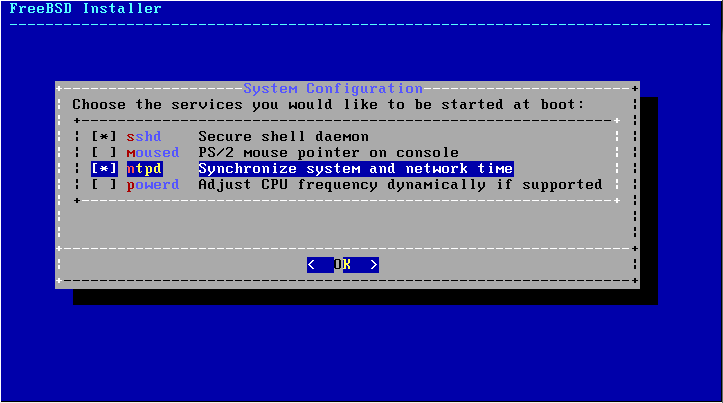 FreeBSD Installer
System Configuration
Choose the services you would like to be started at boot:
[*] sshd Secure shell daemon
[ ] moused PS/2 mouse pointer on console
[*] ntpd Synchronize system and network time
[ ] powerd Adjust CPU frequency dynamically if supported
< OK >